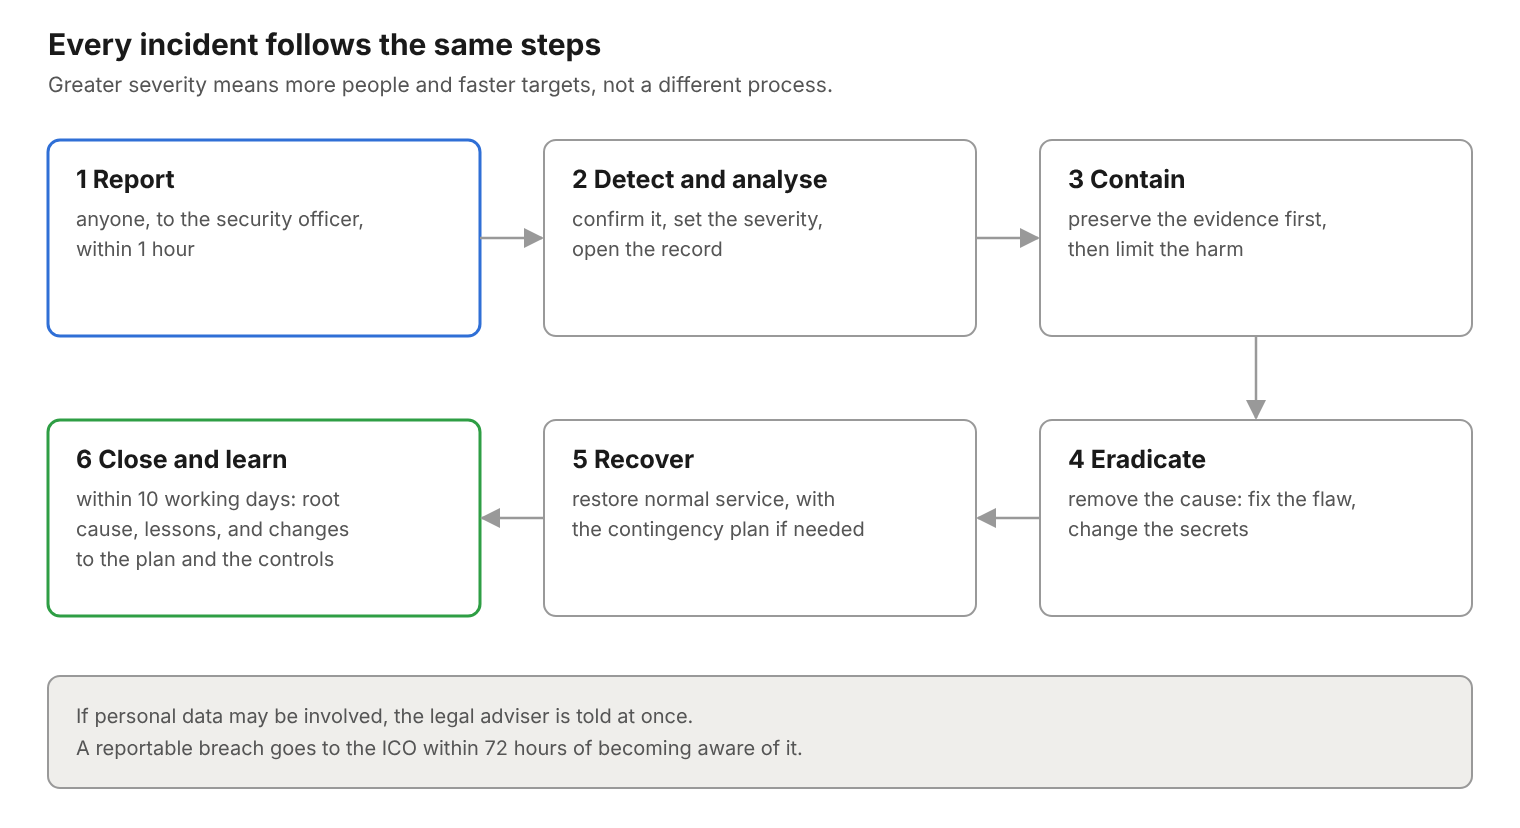 Every incident follows the same steps
Greater severity means more people and faster targets, not a different process.
1 Report
anyone, to the security officer,
within 1 hour
2 Detect and analyse
confirm it, set the severity,
open the record
3 Contain
preserve the evidence first,
then limit the harm
4 Eradicate
remove the cause: fix the flaw,
change the secrets
5 Recover
restore normal service, with
the contingency plan if needed
6 Close and learn
within 10 working days: root
cause, lessons, and changes
to the plan and the controls
If personal data may be involved, the legal adviser is told at once.
A reportable breach goes to the ICO within 72 hours of becoming aware of it.